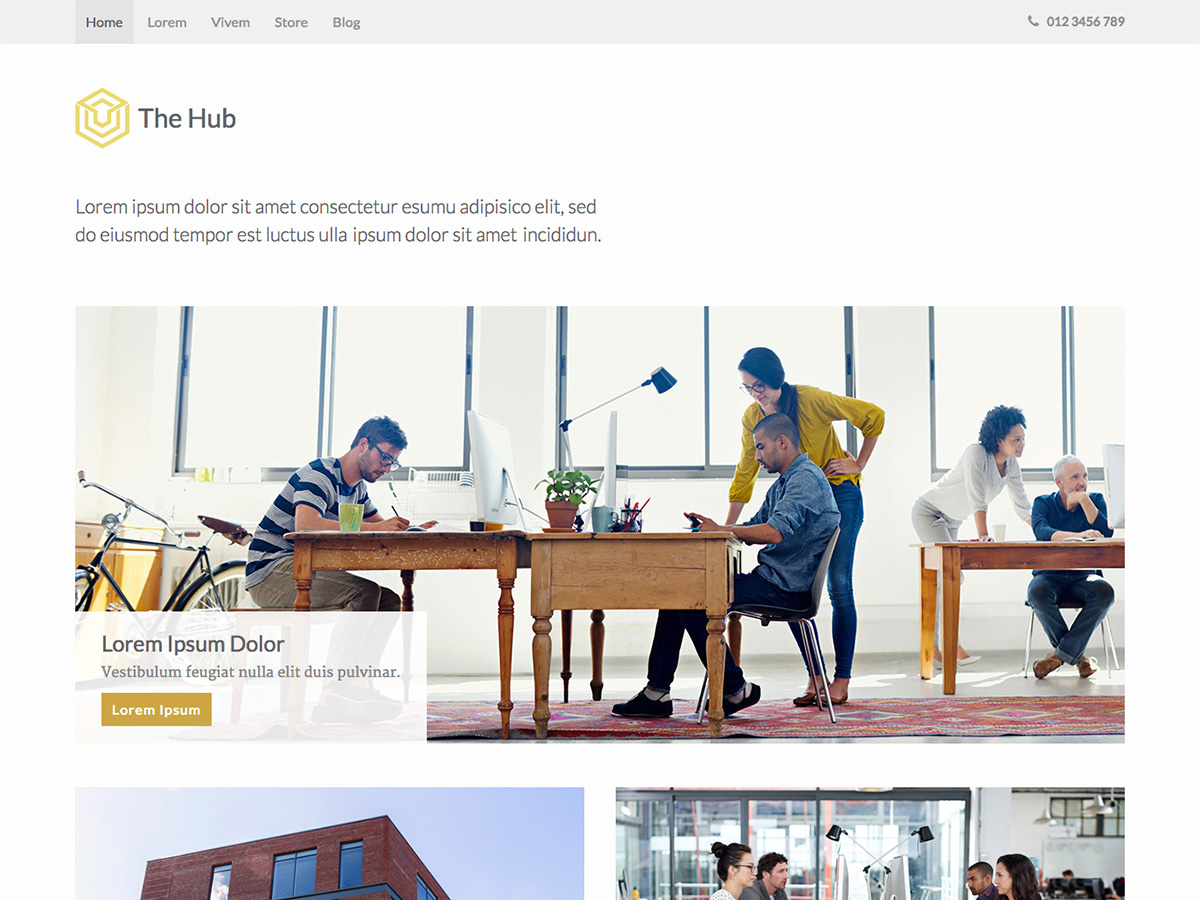 Home Lorem Vivem Store Blog 012 3456 789
The Hub
Lorem ipsum dolor sit amet consectetur esumu adipisico elit, sed
do eiusmod tempor est luctus ulla ipsum dolor sit amet incididun.
Lorem Ipsum Dolor
Vestibulum feugiat nulla elit duis pulvinar.
Lorem Ipsum